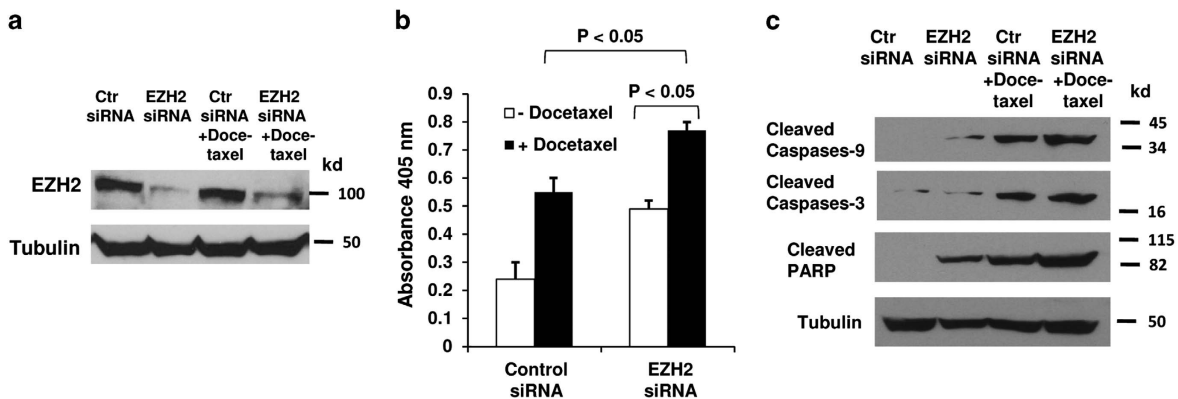 a
Ctr
siRNA
EZH2
siRNA
Ctr
siRNA
+Doce-
taxel
EZH2
siRNA
+Doce-
taxel
kd
EZH2
100
Tubulin
50
b
P < 0.05
P < 0.05
- Docetaxel
+ Docetaxel
Absorbance 405 nm
0.9
0.8
0.7
0.6
0.5
0.4
0.3
0.2
0.1
0
Control
siRNA
EZH2
siRNA
c
Ctr
siRNA
EZH2
siRNA
Ctr
siRNA
+Doce-
taxel
EZH2
siRNA
+Doce-
taxel
kd
Cleaved
Caspases-9
45
34
Cleaved
Caspases-3
16
Cleaved
PARP
115
82
Tubulin
50